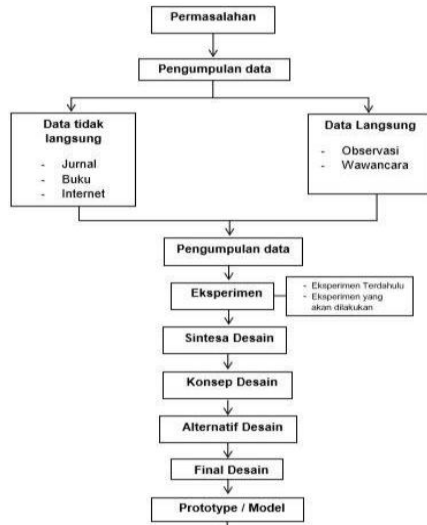 Permasalahan
Pengumpulan data
Data tidak
langsung
- Jurnal
- Buku
- Internet
Data Langsung
- Observasi
- Wawancara
Pengumpulan data
Eksperimen
- Eksperimen Terdahulu
- Eksperimen yang
akan dilakukan
Sintesa Desain
Konsep Desain
Alternatif Desain
Final Desain
Prototype / Model